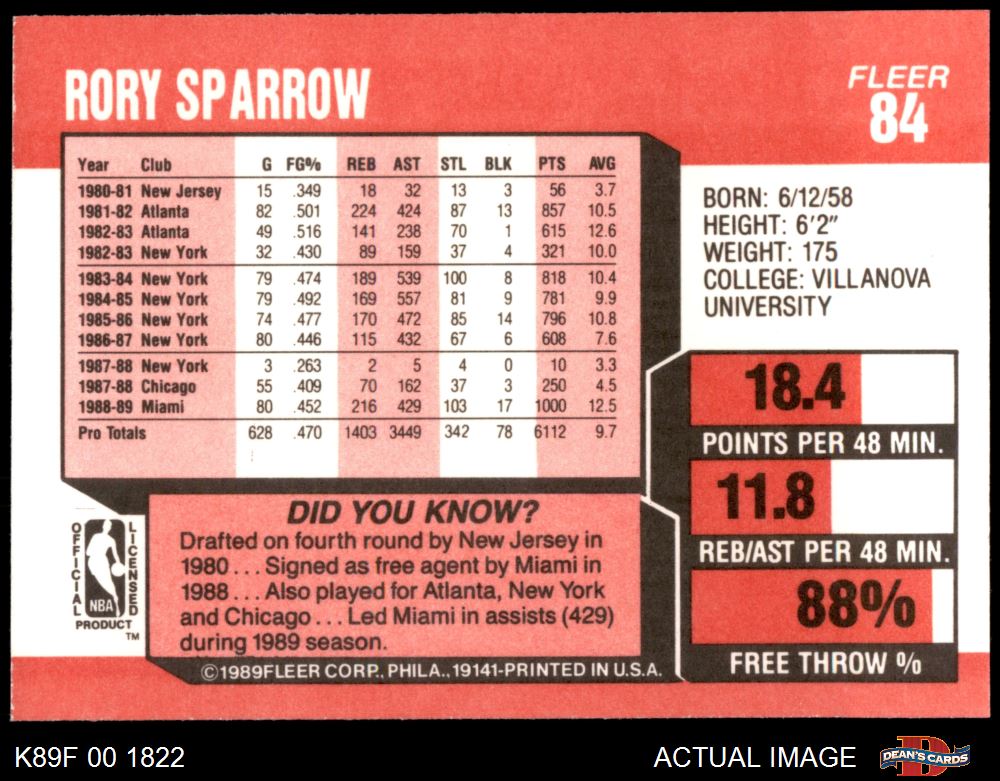 RORY SPARROW
FLEER
84
Year Club G FG% REB AST STL BLK PTS AVG
1980-81 New Jersey 15 .349 18 32 13 3 56 3.7
1981-82 Atlanta 82 .501 224 424 87 13 857 10.5
1982-83 Atlanta 49 .516 141 238 70 1 615 12.6
1982-83 New York 32 .430 89 159 37 4 321 10.0
1983-84 New York 79 .474 189 539 100 8 818 10.4
1984-85 New York 79 .492 169 557 81 9 781 9.9
1985-86 New York 74 .477 170 472 85 14 796 10.8
1986-87 New York 80 .446 115 432 67 6 608 7.6
1987-88 New York 3 .263 2 5 4 0 10 3.3
1987-88 Chicago 55 .409 70 162 37 3 250 4.5
1988-89 Miami 80 .452 216 429 103 17 1000 12.5
Pro Totals 628 .470 1403 3449 342 78 6112 9.7
BORN: 6/12/58
HEIGHT: 6'2"
WEIGHT: 175
COLLEGE: VILLANOVA
UNIVERSITY
18.4
POINTS PER 48 MIN.
11.8
REB/AST PER 48 MIN.
88%
FREE THROW %
DID YOU KNOW?
Drafted on fourth round by New Jersey in
1980 . . . Signed as free agent by Miami in
1988 . . . Also played for Atlanta, New York
and Chicago . . . Led Miami in assists (429)
during 1989 season.
OFFICIAL
LICENSED
NBA
PRODUCT
TM
©1989 FLEER CORP., PHILA., 19141-PRINTED IN U.S.A.
K89F 00 1822
ACTUAL IMAGE
DEAN'S CARDS